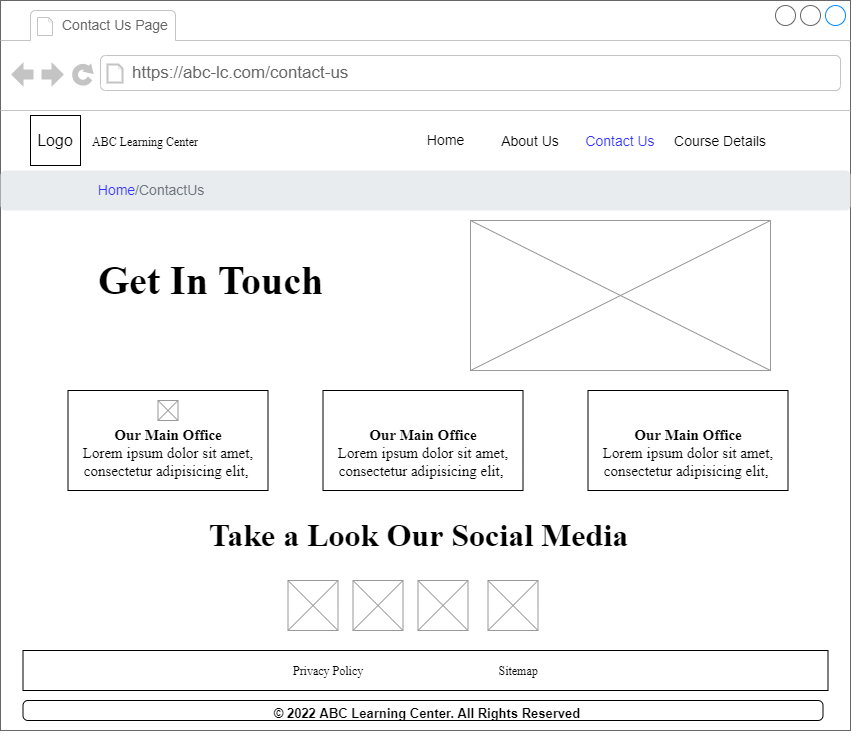 Contact Us Page
https://abc-lc.com/contact-us
Logo
ABC Learning Center
Home
About Us
Contact Us
Course Details
Home/ContactUs
Get In Touch
Our Main Office
Lorem ipsum dolor sit amet,
consectetur adipisicing elit,
Our Main Office
Lorem ipsum dolor sit amet,
consectetur adipisicing elit,
Our Main Office
Lorem ipsum dolor sit amet,
consectetur adipisicing elit,
Take a Look Our Social Media
Privacy Policy
Sitemap
© 2022 ABC Learning Center. All Rights Reserved